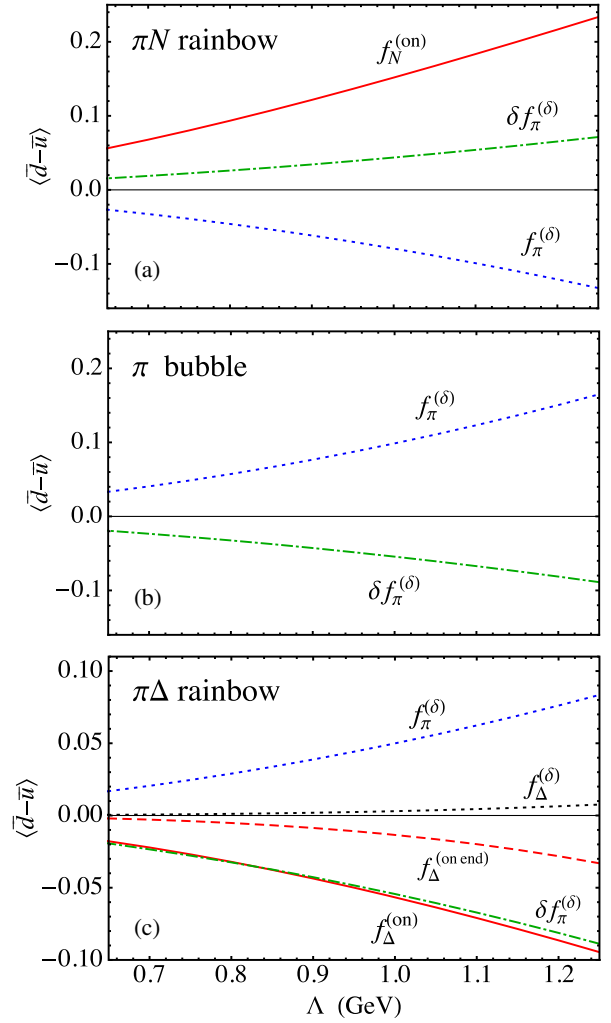 πN rainbow
f_N^(on)
δf_π^(δ)
f_π^(δ)
(a)
0.2
0.1
0.0
−0.1
⟨d̅−u̅⟩
π bubble
f_π^(δ)
δf_π^(δ)
(b)
0.2
0.1
0.0
−0.1
⟨d̅−u̅⟩
πΔ rainbow
f_π^(δ)
f_Δ^(δ)
f_Δ^(on end)
δf_π^(δ)
f_Δ^(on)
(c)
0.10
0.05
0.00
−0.05
−0.10
⟨d̅−u̅⟩
0.7 0.8 0.9 1.0 1.1 1.2
Λ (GeV)